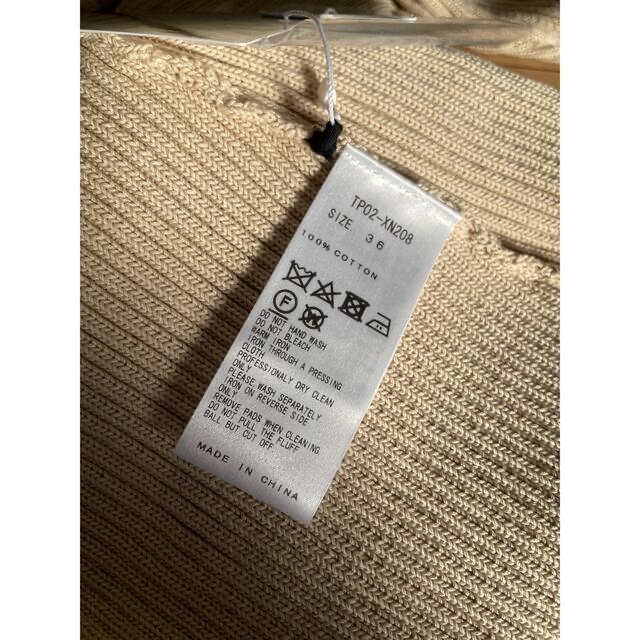 TP02-XN208
SIZE 36
100% COTTON
F
W
DO NOT HAND WASH
DO NOT BLEACH
WARM IRON
IRON THROUGH A PRESSING
CLOTH
PROFESSIONALY DRY CLEAN
ONLY
PLEASE WASH SEPARATELY
IRON ON REVERSE SIDE
ONLY
REMOVE PADS WHEN CLEANING
DO NOT PULL THE FLUFF
BALL BUT CUT OFF
MADE IN CHINA